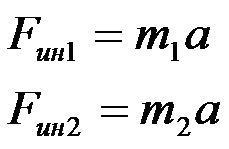 Fин1 = m1a
Fин2 = m2a